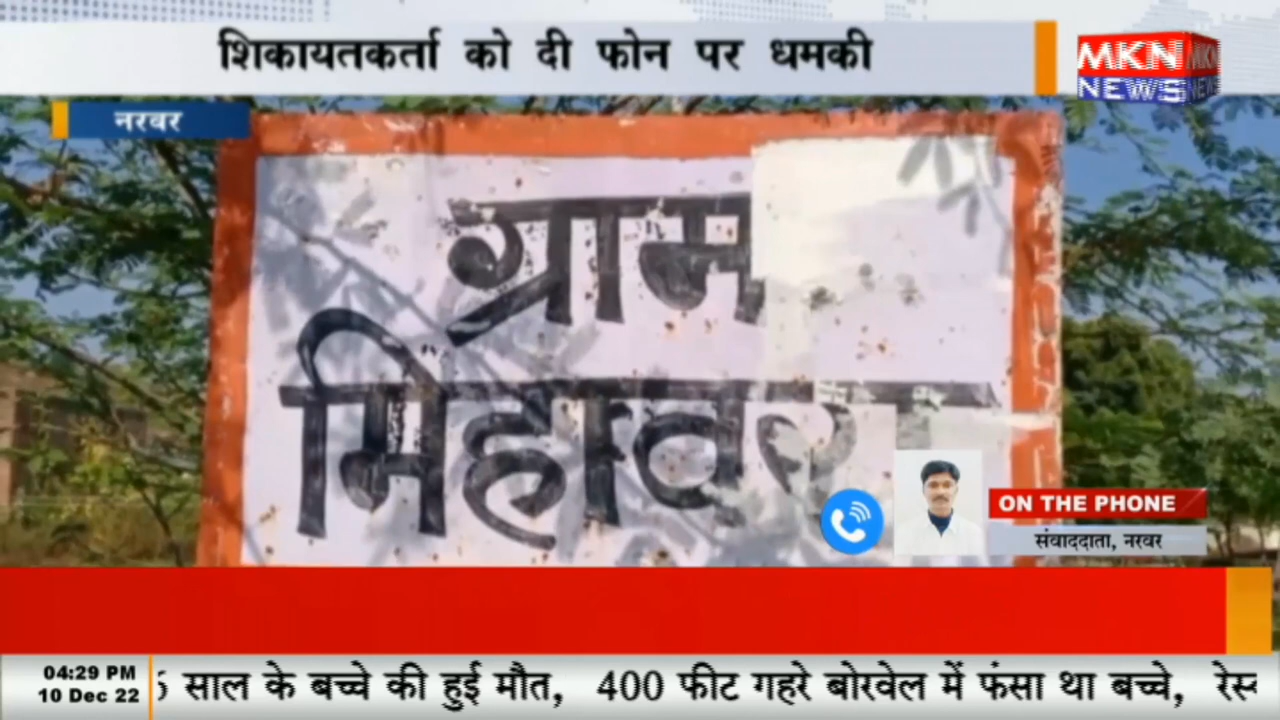 शिकायतकर्ता को दी फोन पर धमकी
MKN
NEWS
नरवर
ग्राम
मिहावरा
ON THE PHONE
संवाददाता, नरवर
04:29 PM
10 Dec 22
साल के बच्चे की हुई मौत, 400 फीट गहरे बोरवेल में फंसा था बच्चे,